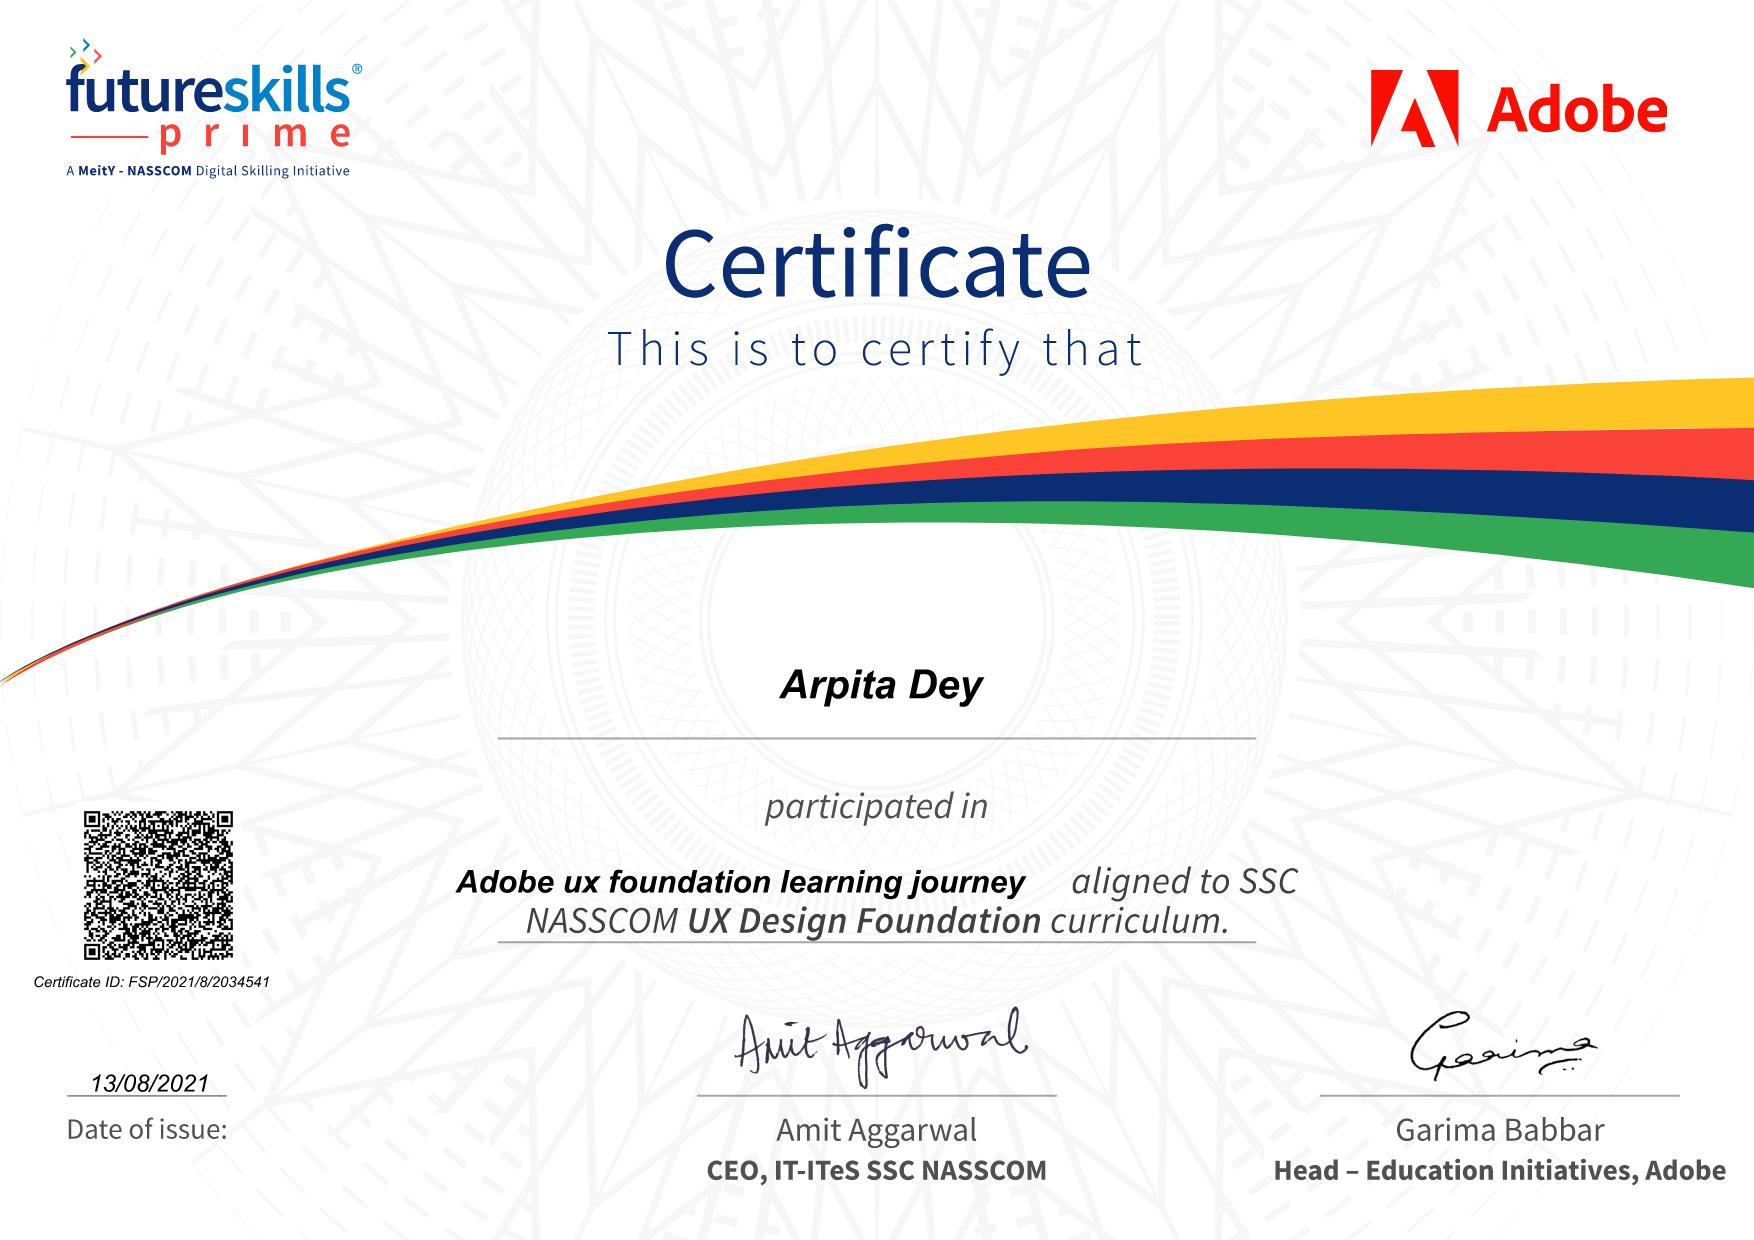 futureskills®
prime
A MeitY - NASSCOM Digital Skilling Initiative
Adobe
Certificate
This is to certify that
Arpita Dey
participated in
Adobe ux foundation learning journey aligned to SSC
NASSCOM UX Design Foundation curriculum.
Certificate ID: FSP/2021/8/2034541
13/08/2021
Date of issue:
Amit Aggarwal
Amit Aggarwal
CEO, IT-ITeS SSC NASSCOM
Garima
Garima Babbar
Head – Education Initiatives, Adobe